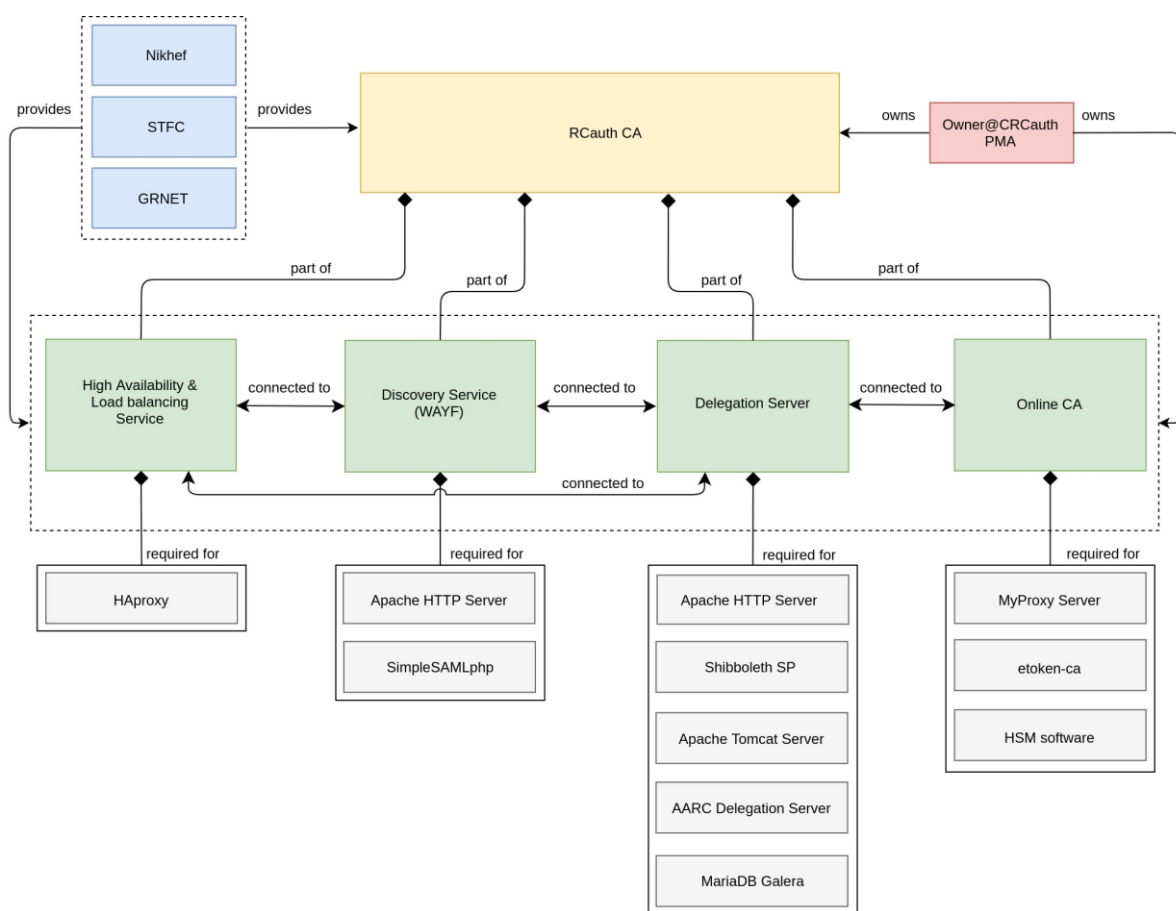 Nikhef
STFC
GRNET
provides
provides
RCauth CA
owns
Owner@CRCauth
PMA
owns
part of
part of
part of
part of
High Availability &
Load balancing
Service
connected to
Discovery Service
(WAYF)
connected to
Delegation Server
connected to
Online CA
connected to
required for
required for
required for
required for
HAproxy
Apache HTTP Server
SimpleSAMLphp
Apache HTTP Server
Shibboleth SP
Apache Tomcat Server
AARC Delegation Server
MariaDB Galera
MyProxy Server
etoken-ca
HSM software